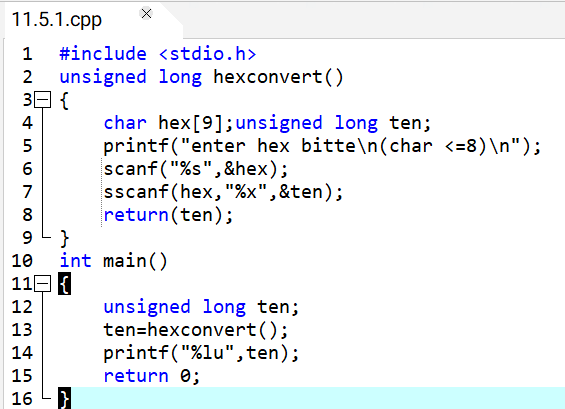 11.5.1.cpp
1 #include <stdio.h>
2 unsigned long hexconvert()
3 {
4 char hex[9];unsigned long ten;
5 printf("enter hex bitte\n(char <=8)\n");
6 scanf("%s",&hex);
7 sscanf(hex,"%x",&ten);
8 return(ten);
9 }
10 int main()
11 {
12 unsigned long ten;
13 ten=hexconvert();
14 printf("%lu",ten);
15 return 0;
16 }